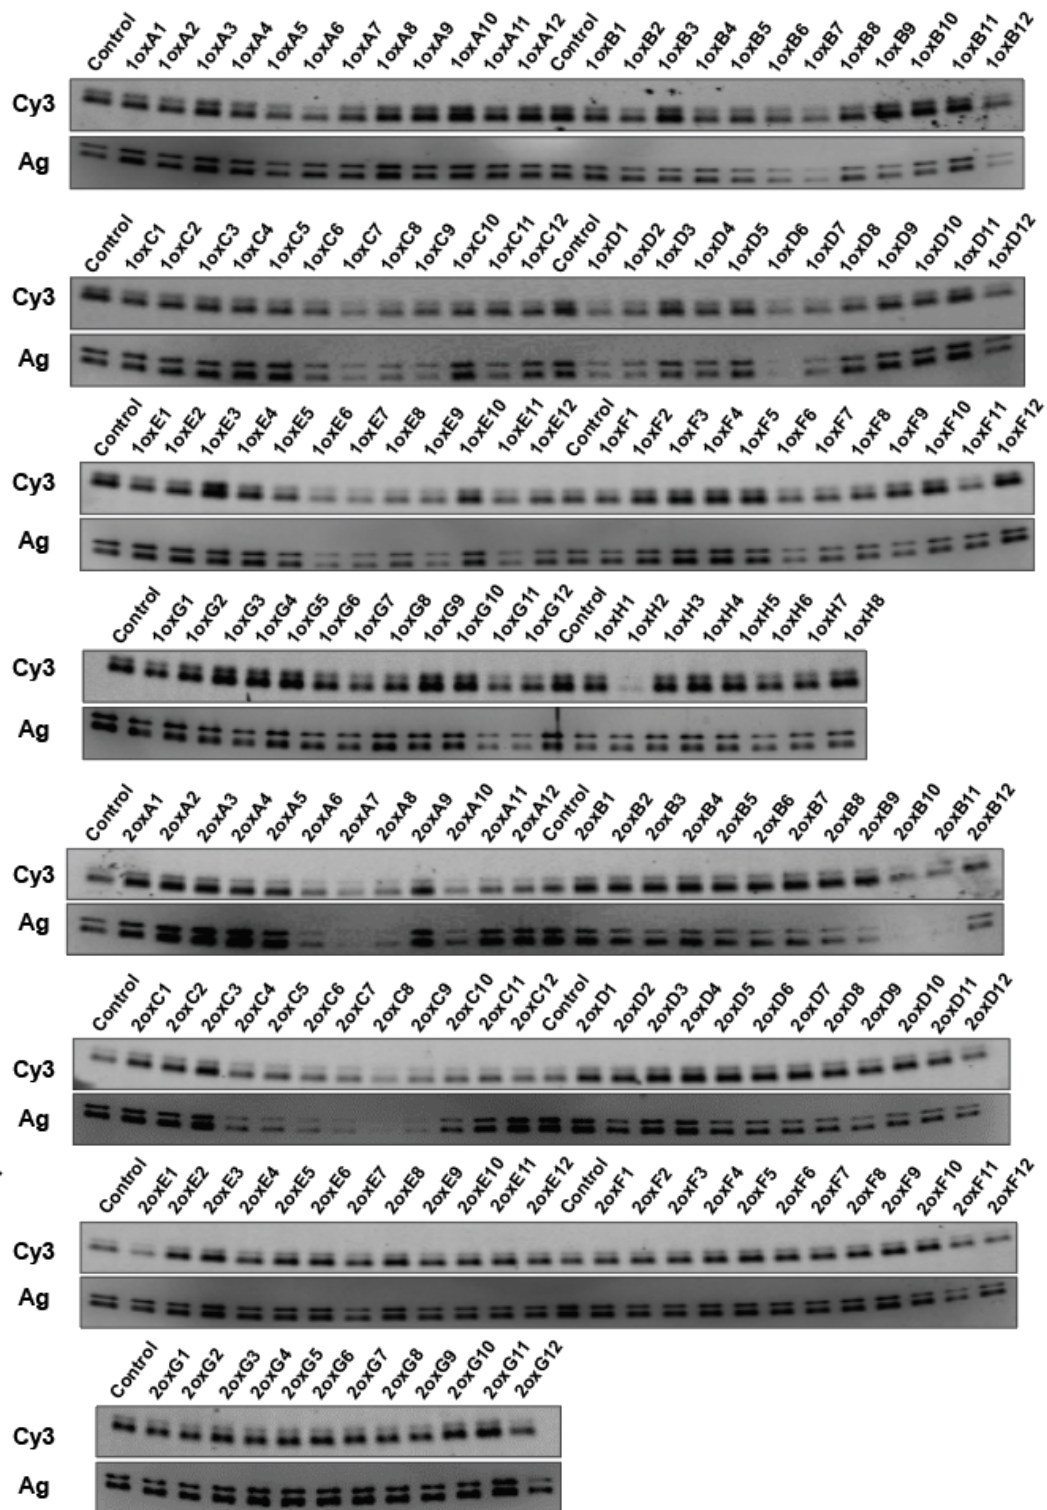 Control 1oxA1 1oxA2 1oxA3 1oxA4 1oxA5 1oxA6 1oxA7 1oxA8 1oxA9 1oxA10 1oxA11 1oxA12 Control 1oxB1 1oxB2 1oxB3 1oxB4 1oxB5 1oxB6 1oxB7 1oxB8 1oxB9 1oxB10 1oxB11 1oxB12
Cy3
Ag
Control 1oxC1 1oxC2 1oxC3 1oxC4 1oxC5 1oxC6 1oxC7 1oxC8 1oxC9 1oxC10 1oxC11 1oxC12 Control 1oxD1 1oxD2 1oxD3 1oxD4 1oxD5 1oxD6 1oxD7 1oxD8 1oxD9 1oxD10 1oxD11 1oxD12
Cy3
Ag
Control 1oxE1 1oxE2 1oxE3 1oxE4 1oxE5 1oxE6 1oxE7 1oxE8 1oxE9 1oxE10 1oxE11 1oxE12 Control 1oxF1 1oxF2 1oxF3 1oxF4 1oxF5 1oxF6 1oxF7 1oxF8 1oxF9 1oxF10 1oxF11 1oxF12
Cy3
Ag
Control 1oxG1 1oxG2 1oxG3 1oxG4 1oxG5 1oxG6 1oxG7 1oxG8 1oxG9 1oxG10 1oxG11 1oxG12 Control 1oxH1 1oxH2 1oxH3 1oxH4 1oxH5 1oxH6 1oxH7 1oxH8
Cy3
Ag
Control 2oxA1 2oxA2 2oxA3 2oxA4 2oxA5 2oxA6 2oxA7 2oxA8 2oxA9 2oxA10 2oxA11 2oxA12 Control 2oxB1 2oxB2 2oxB3 2oxB4 2oxB5 2oxB6 2oxB7 2oxB8 2oxB9 2oxB10 2oxB11 2oxB12
Cy3
Ag
Control 2oxC1 2oxC2 2oxC3 2oxC4 2oxC5 2oxC6 2oxC7 2oxC8 2oxC9 2oxC10 2oxC11 2oxC12 Control 2oxD1 2oxD2 2oxD3 2oxD4 2oxD5 2oxD6 2oxD7 2oxD8 2oxD9 2oxD10 2oxD11 2oxD12
Cy3
Ag
Control 2oxE1 2oxE2 2oxE3 2oxE4 2oxE5 2oxE6 2oxE7 2oxE8 2oxE9 2oxE10 2oxE11 2oxE12 Control 2oxF1 2oxF2 2oxF3 2oxF4 2oxF5 2oxF6 2oxF7 2oxF8 2oxF9 2oxF10 2oxF11 2oxF12
Cy3
Ag
Control 2oxG1 2oxG2 2oxG3 2oxG4 2oxG5 2oxG6 2oxG7 2oxG8 2oxG9 2oxG10 2oxG11 2oxG12
Cy3
Ag